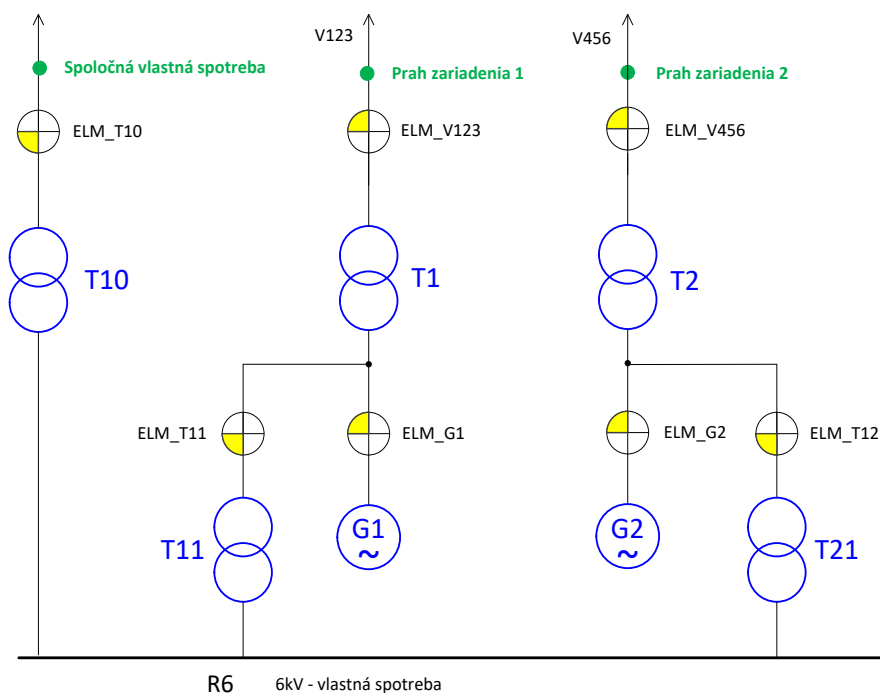 V123
V456
Spoločná vlastná spotreba
Prah zariadenia 1
Prah zariadenia 2
ELM_T10
ELM_V123
ELM_V456
T10
T1
T2
ELM_T11
ELM_G1
ELM_G2
ELM_T12
T11
G1
~
G2
~
T21
R6
6kV - vlastná spotreba